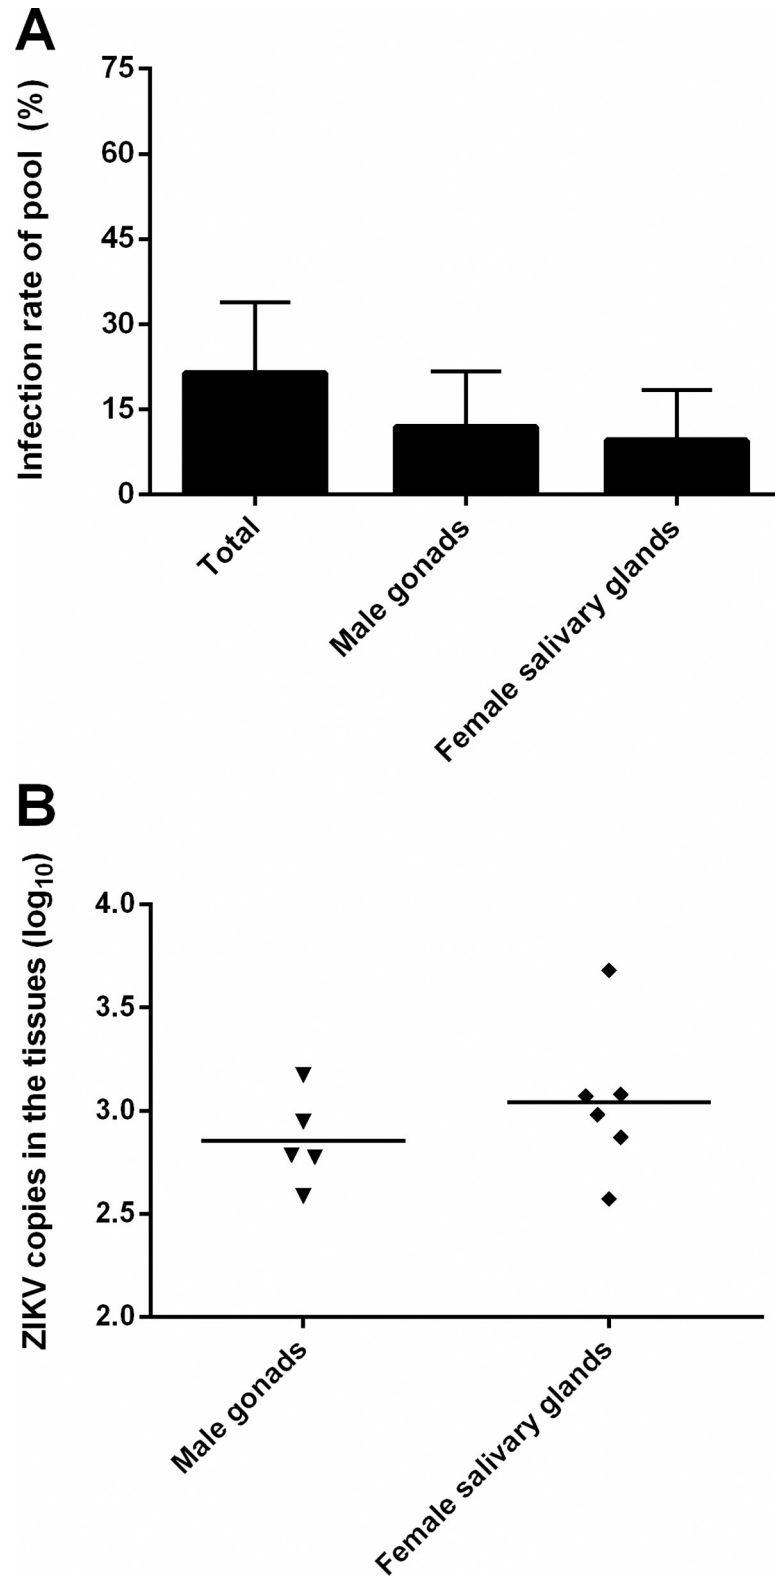 A
Infection rate of pool (%)
75
60
45
30
15
0
Total
Male gonads
Female salivary glands
B
ZIKV copies in the tissues (log₁₀)
4.0
3.5
3.0
2.5
2.0
Male gonads
Female salivary glands